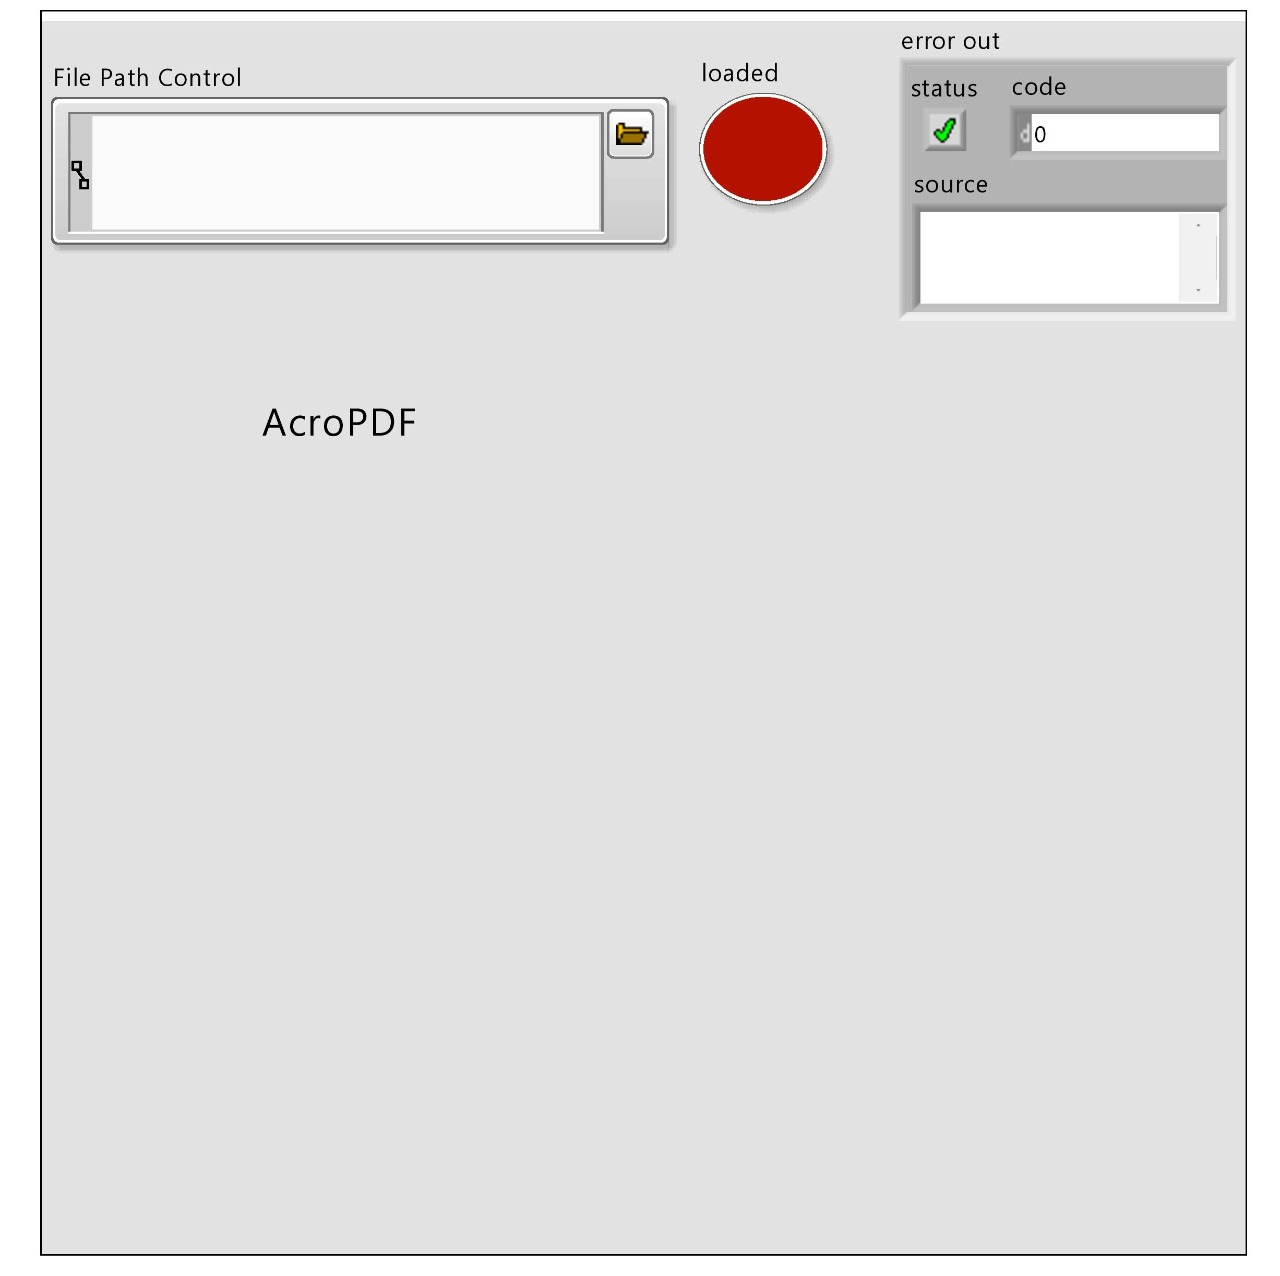 error out
File Path Control
loaded
status
code
d 0
source
AcroPDF